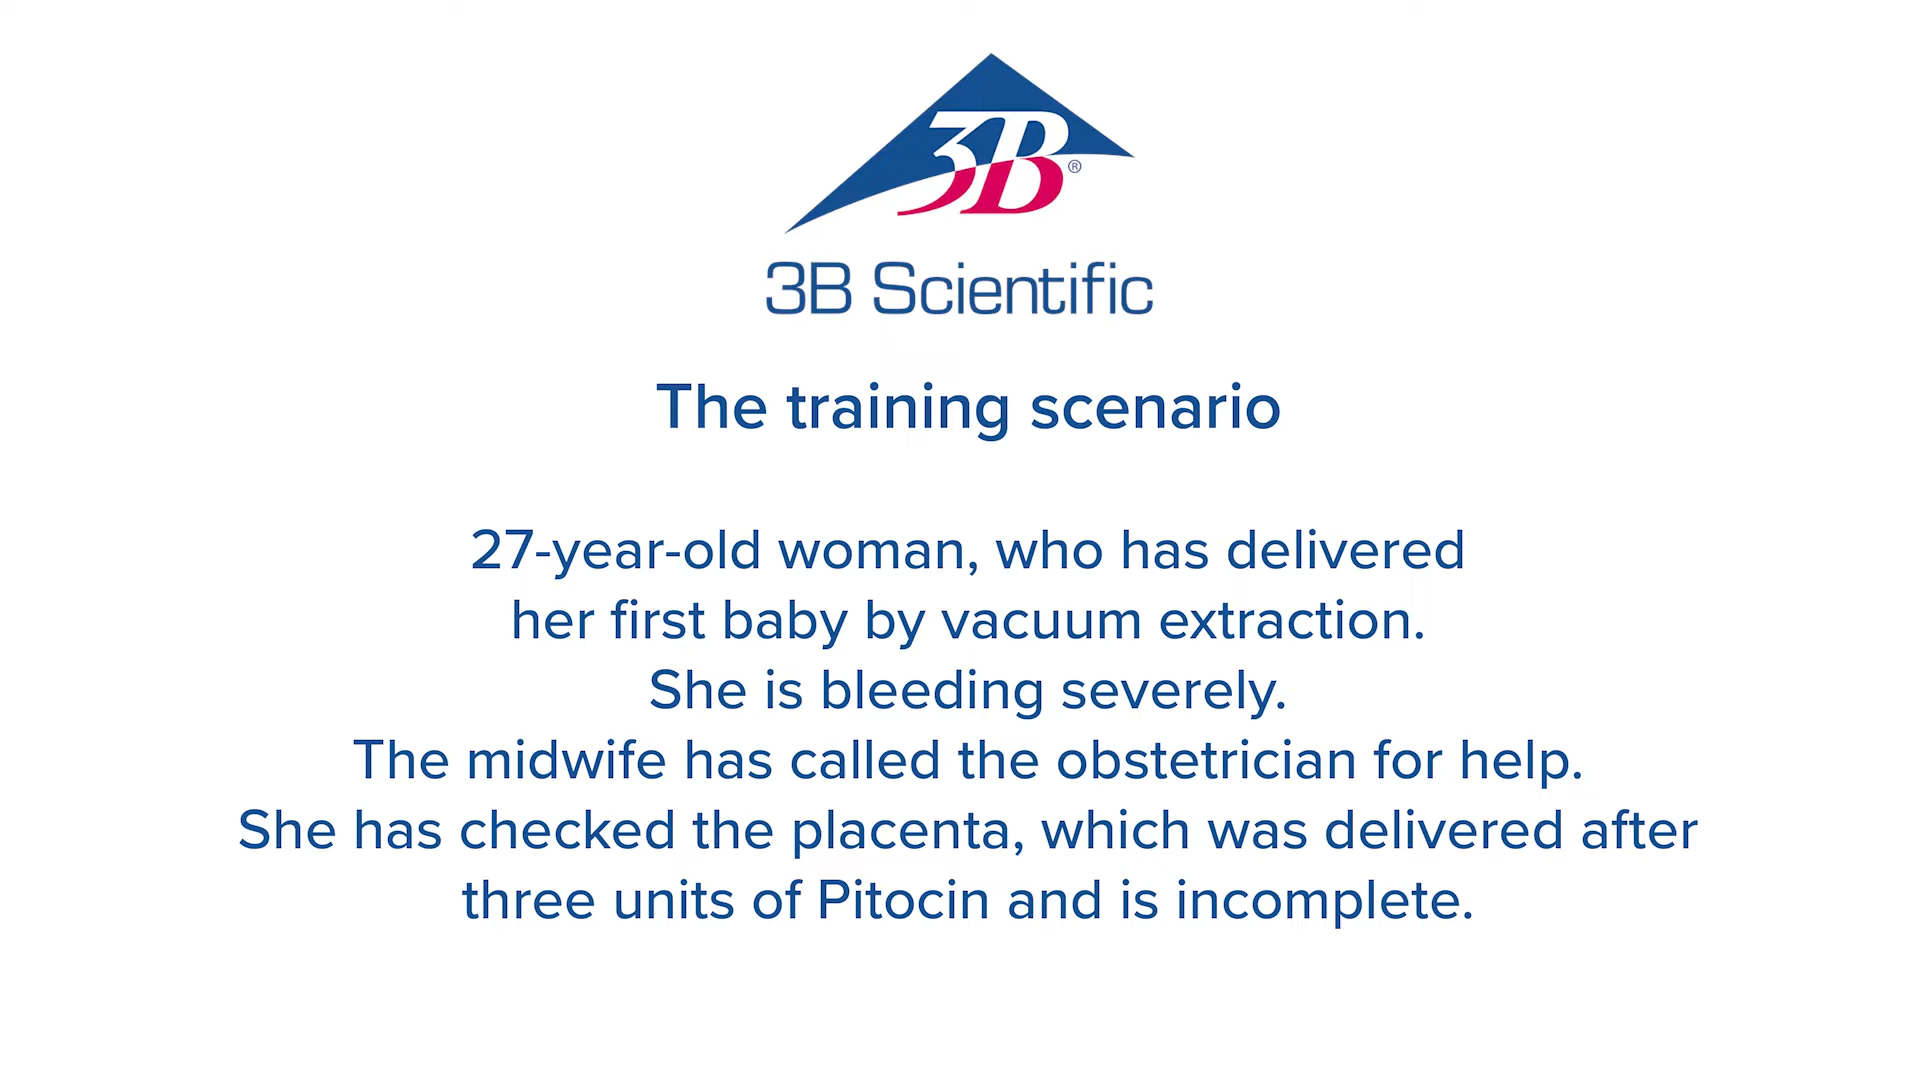 3B®
3B Scientific
The training scenario
27-year-old woman, who has delivered
her first baby by vacuum extraction.
She is bleeding severely.
The midwife has called the obstetrician for help.
She has checked the placenta, which was delivered after
three units of Pitocin and is incomplete.